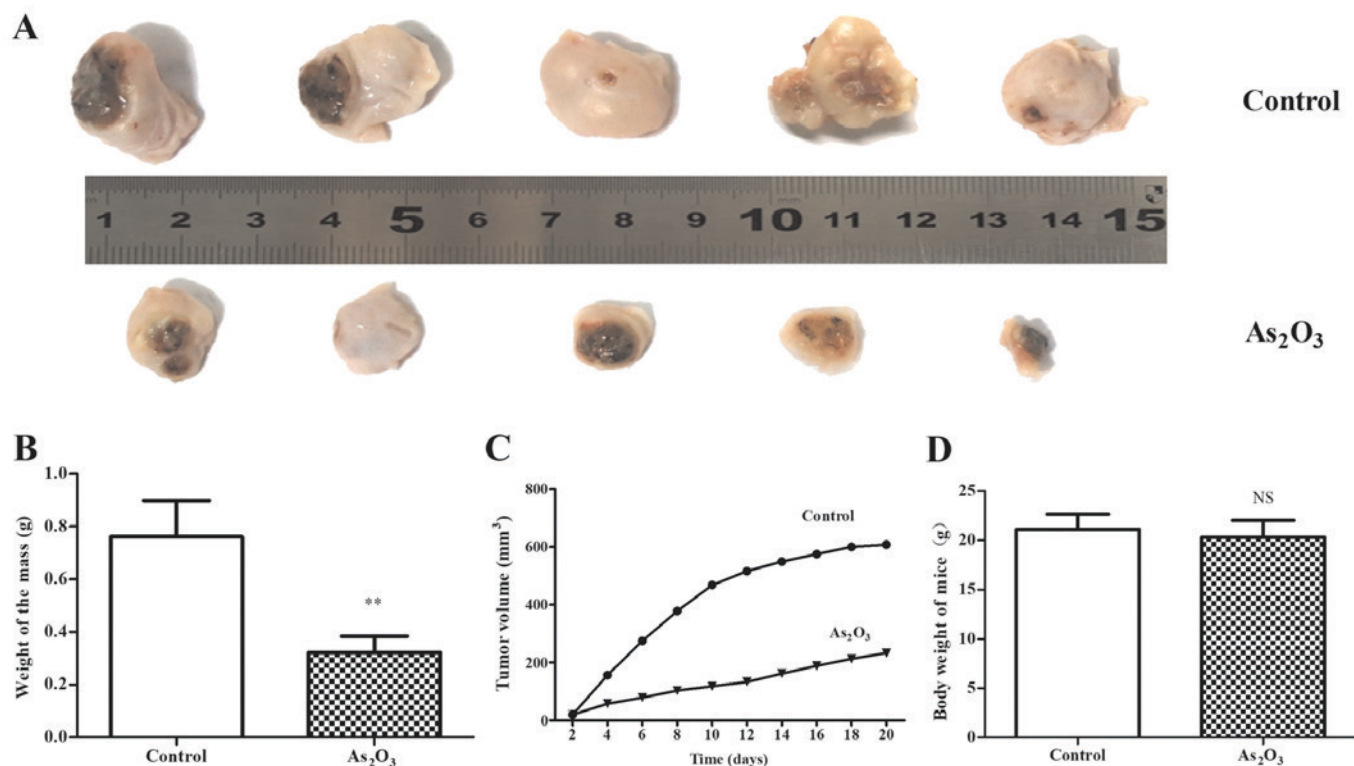 A
Control
mm
1 2 3 4 5 6 7 8 9 10 11 12 13 14 15
As₂O₃
B
Weight of the mass (g)
1.0
0.8
0.6
0.4
0.2
0.0
**
Control As₂O₃
C
Tumor volume (mm³)
800
600
400
200
0
Control
As₂O₃
2 4 6 8 10 12 14 16 18 20
Time (days)
D
Body weight of mice (g)
25
20
15
10
5
0
NS
Control As₂O₃